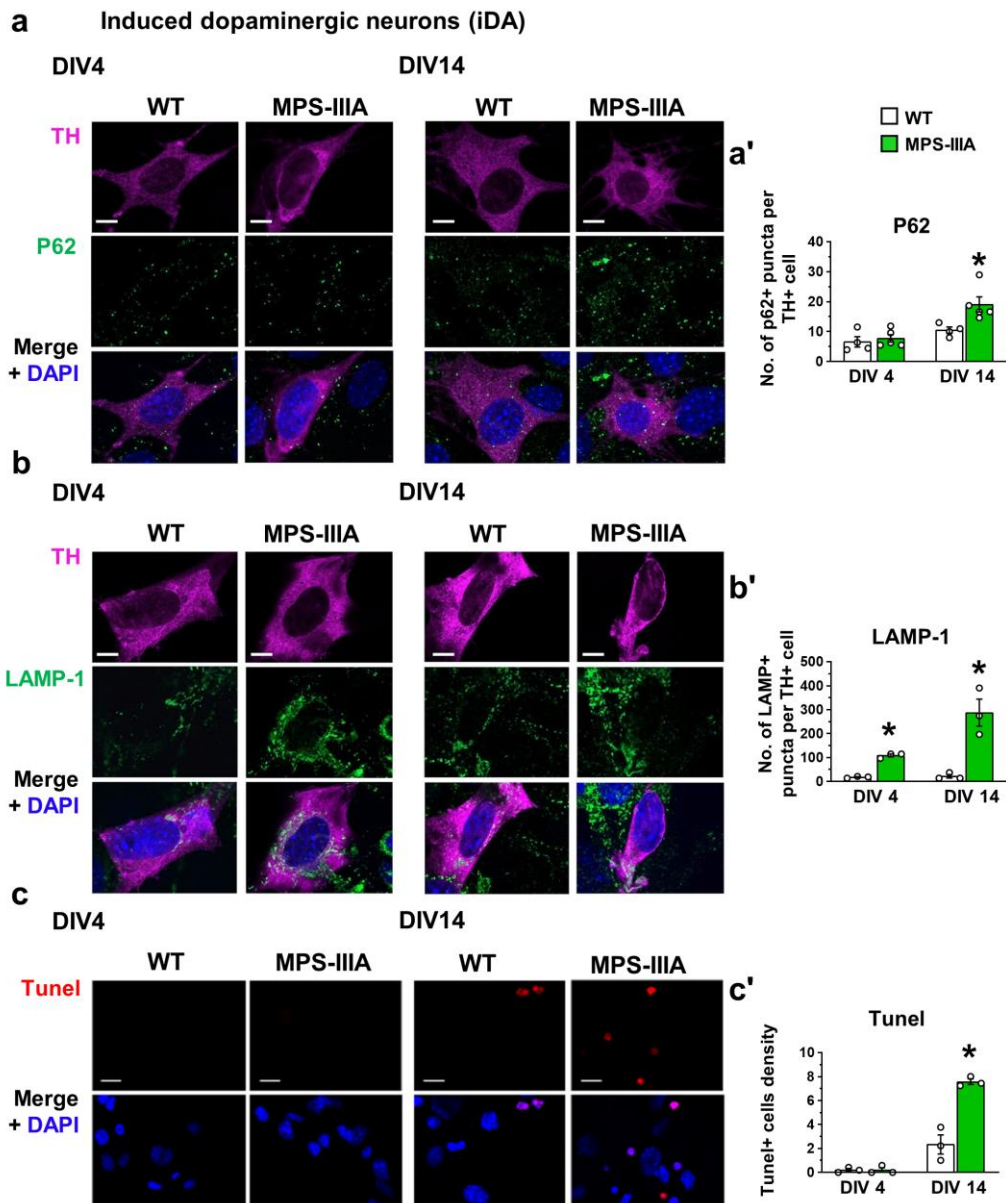 a Induced dopaminergic neurons (iDA)
DIV4 DIV14
WT MPS-IIIA WT MPS-IIIA
TH
P62
Merge
+ DAPI
a'
WT
MPS-IIIA
P62
No. of p62+ puncta per
TH+ cell
40
30
20
10
0
*
DIV 4 DIV 14
b
DIV4 DIV14
WT MPS-IIIA WT MPS-IIIA
TH
LAMP-1
Merge
+ DAPI
b'
LAMP-1
No. of LAMP+
puncta per TH+ cell
500
400
300
200
100
0
* *
DIV 4 DIV 14
c
DIV4 DIV14
WT MPS-IIIA WT MPS-IIIA
Tunel
Merge
+ DAPI
c'
Tunel
Tunel+ cells density
10
8
6
4
2
0
*
DIV 4 DIV 14